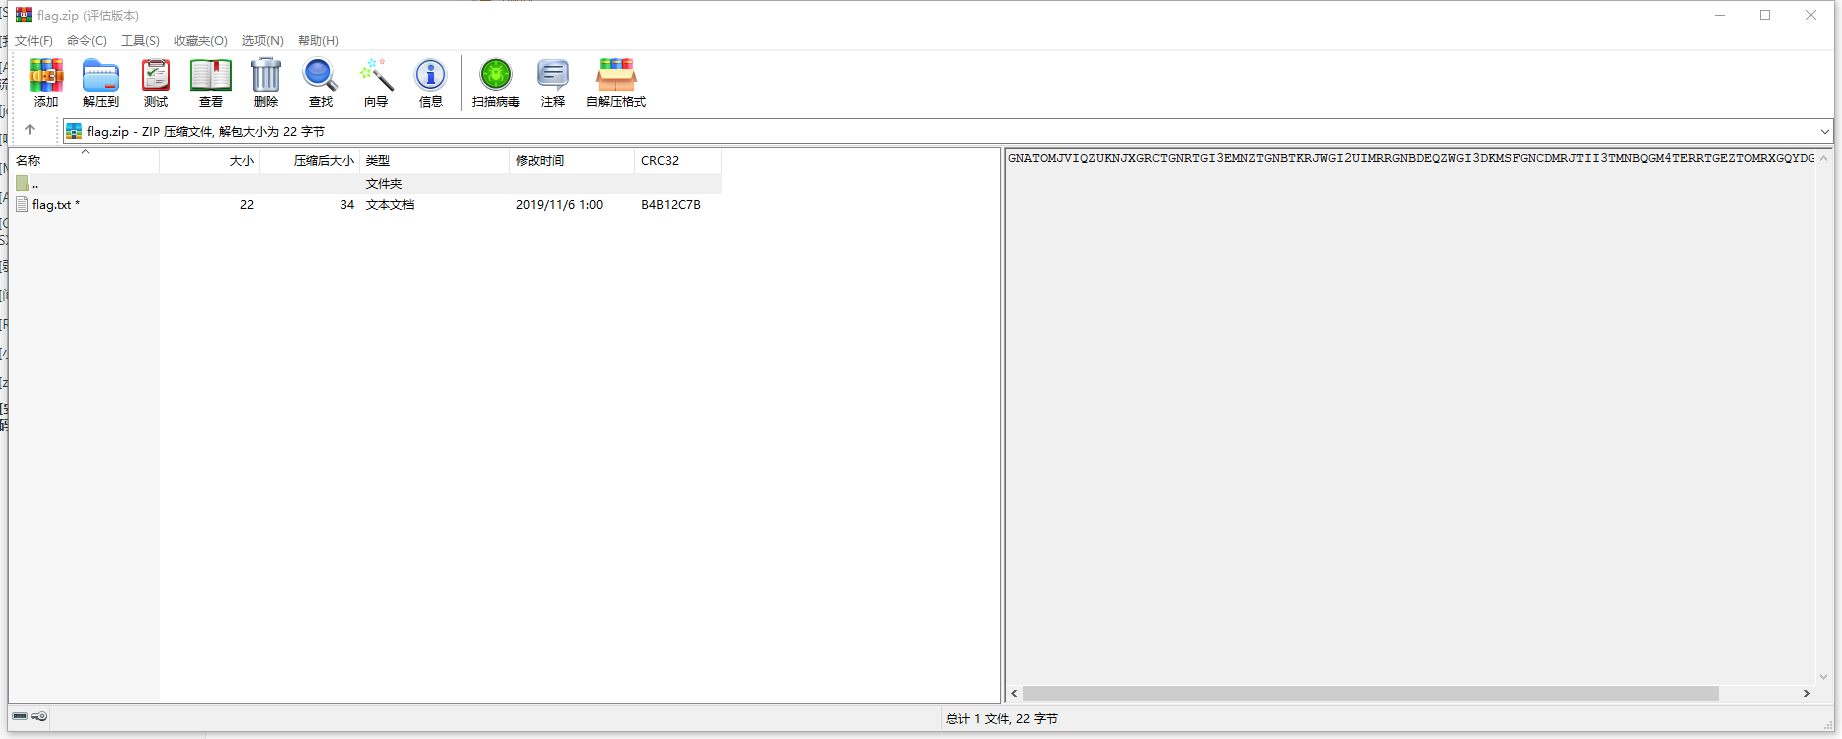 flag.zip (评估版本)
文件(F) 命令(C) 工具(S) 收藏夹(O) 选项(N) 帮助(H)
添加 解压到 测试 查看 删除 查找 向导 信息 扫描病毒 注释 自解压格式
flag.zip - ZIP 压缩文件, 解包大小为 22 字节
名称 大小 压缩后大小 类型 修改时间 CRC32
GNATOMJVIQZUKNJXGRCTGNRTGI3EMNZTGNBTKRJWGI2UIMRRGNBDEQZWGI3DKMSFGNCDMRJTII3TMNBQGM4TERRTGEZTOMRXGQYDG
.. 文件夹
flag.txt * 22 34 文本文档 2019/11/6 1:00 B4B12C7B
总计 1 文件, 22 字节